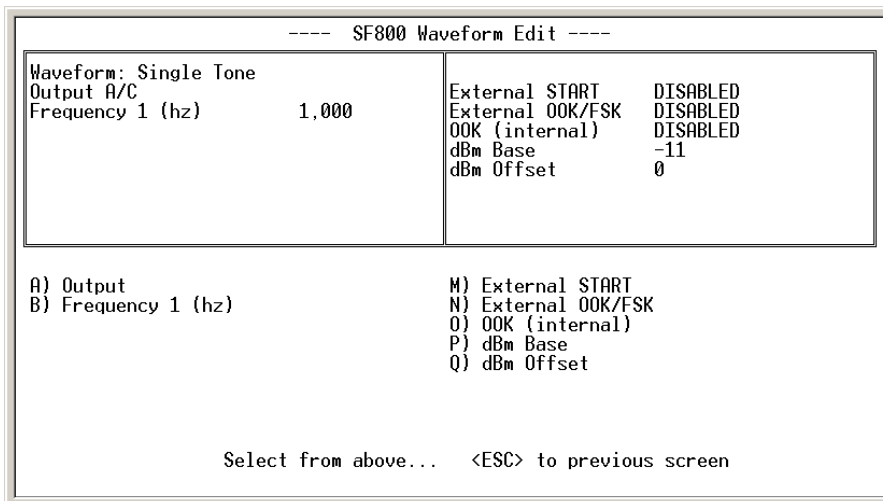 ---- SF800 Waveform Edit ----
Waveform: Single Tone
Output A/C
Frequency 1 (hz) 1,000
External START DISABLED
External OOK/FSK DISABLED
OOK (internal) DISABLED
dBm Base -11
dBm Offset 0
A) Output
B) Frequency 1 (hz)
M) External START
N) External OOK/FSK
O) OOK (internal)
P) dBm Base
Q) dBm Offset
Select from above... <ESC> to previous screen